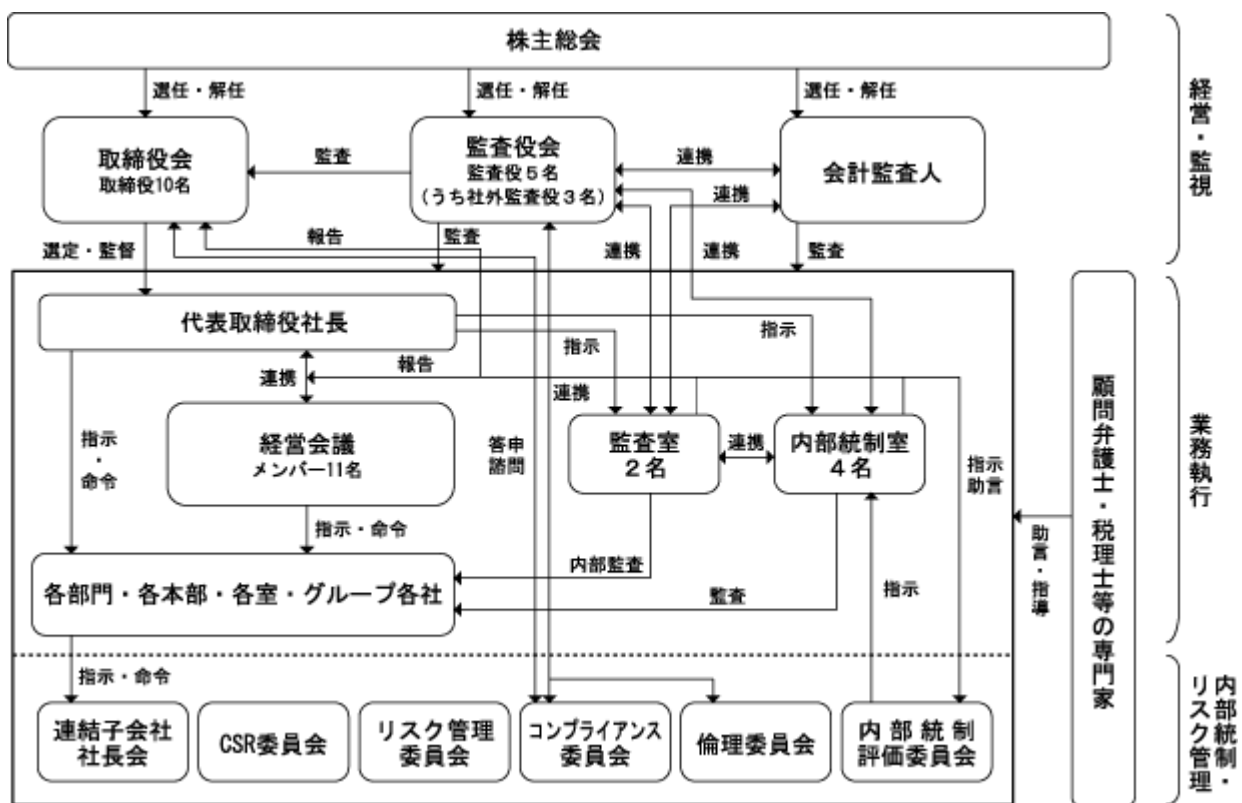 株主総会
選任・解任
選任・解任
選任・解任
取締役会
取締役10名
監査
監査役会
監査役5名
(うち社外監査役3名)
連携
連携
会計監査人
選定・監督
報告
監査
連携
連携
監査
代表取締役社長
指示
指示
連携
報告
連携
経営会議
メンバー11名
答申
諮問
監査室
2名
連携
内部統制室
4名
指示
・
命令
指示
助言
指示・命令
内部監査
各部門・各本部・各室・グループ各社
監査
指示
助言・指導
顧問弁護士・税理士等の専門家
指示・命令
連結子会社
社長会
CSR委員会
リスク管理
委員会
コンプライアンス
委員会
倫理委員会
内部統制
評価委員会
経営・監視
業務執行
内部統制・
リスク管理